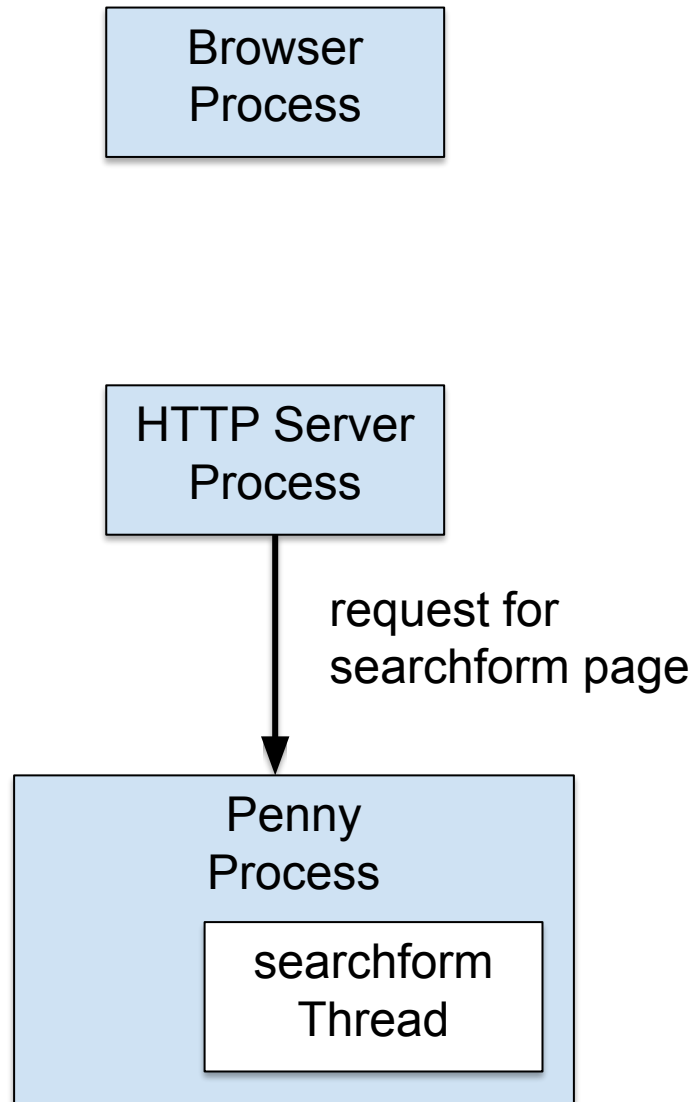 Browser
Process
HTTP Server
Process
request for
searchform page
Penny
Process
searchform
Thread